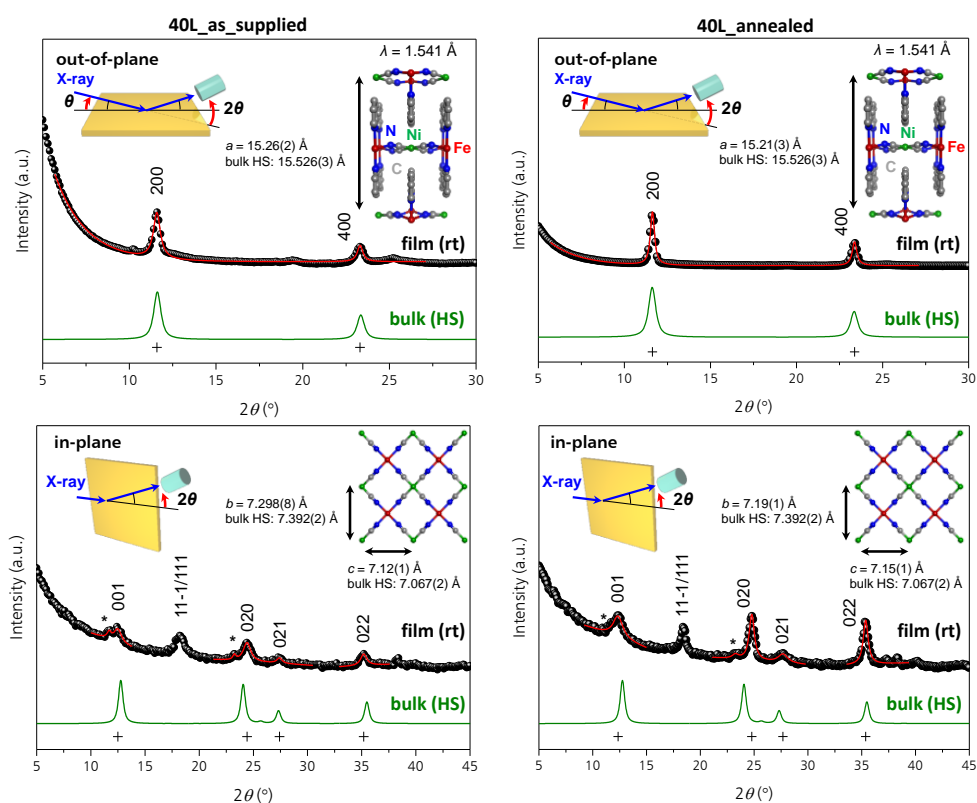 40L_as_supplied
out-of-plane
X-ray
θ
2θ
λ = 1.541 Å
N
Ni
Fe
C
a = 15.26(2) Å
bulk HS: 15.526(3) Å
200
400
film (rt)
bulk (HS)
Intensity (a.u.)
5 10 15 20 25 30
2θ (°)
40L_annealed
out-of-plane
X-ray
θ
2θ
λ = 1.541 Å
N
Ni
Fe
C
a = 15.21(3) Å
bulk HS: 15.526(3) Å
200
400
film (rt)
bulk (HS)
Intensity (a.u.)
5 10 15 20 25 30
2θ (°)
in-plane
X-ray
2θ
b = 7.298(8) Å
bulk HS: 7.392(2) Å
c = 7.12(1) Å
bulk HS: 7.067(2) Å
*
001
11-1/111
*
020
021
022
film (rt)
bulk (HS)
Intensity (a.u.)
5 10 15 20 25 30 35 40 45
2θ (°)
in-plane
X-ray
2θ
b = 7.19(1) Å
bulk HS: 7.392(2) Å
c = 7.15(1) Å
bulk HS: 7.067(2) Å
*
001
11-1/111
*
020
021
022
film (rt)
bulk (HS)
Intensity (a.u.)
5 10 15 20 25 30 35 40 45
2θ (°)